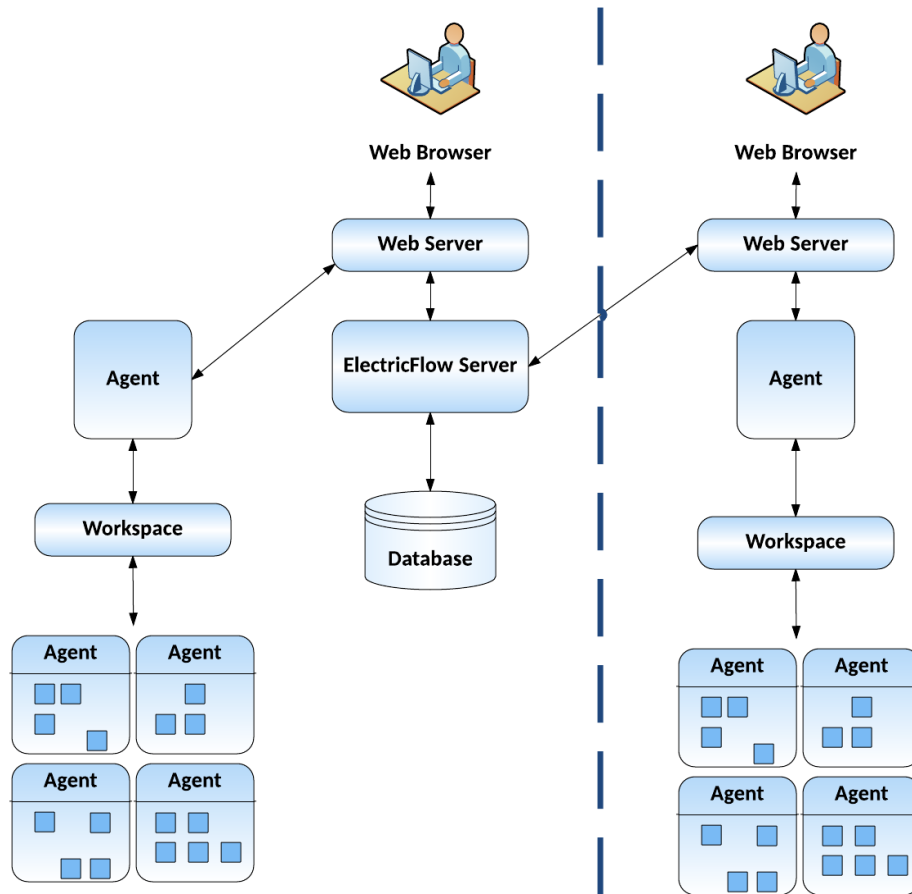 Web Browser
Web Browser
Web Server
Web Server
Agent
ElectricFlow Server
Agent
Workspace
Database
Workspace
Agent
Agent
Agent
Agent
Agent
Agent
Agent
Agent